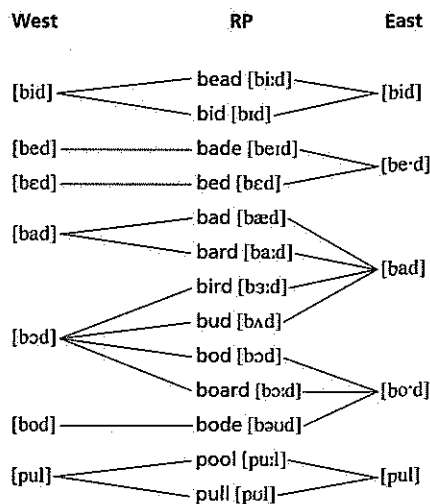 West RP East
bead [bi:d]
[bid] [bid]
bid [bɪd]
[bed] bade [beɪd]
[be·d]
[bɛd] bed [bɛd]
bad [bæd]
[bad]
bard [ba:d]
[bad]
bird [bɜ:d]
bud [bʌd]
[bɔd]
bod [bɔd]
board [bɔ:d] [bo·d]
[bod] bode [bəʊd]
pool [pu:l]
[pul] [pul]
pull [pʊl]